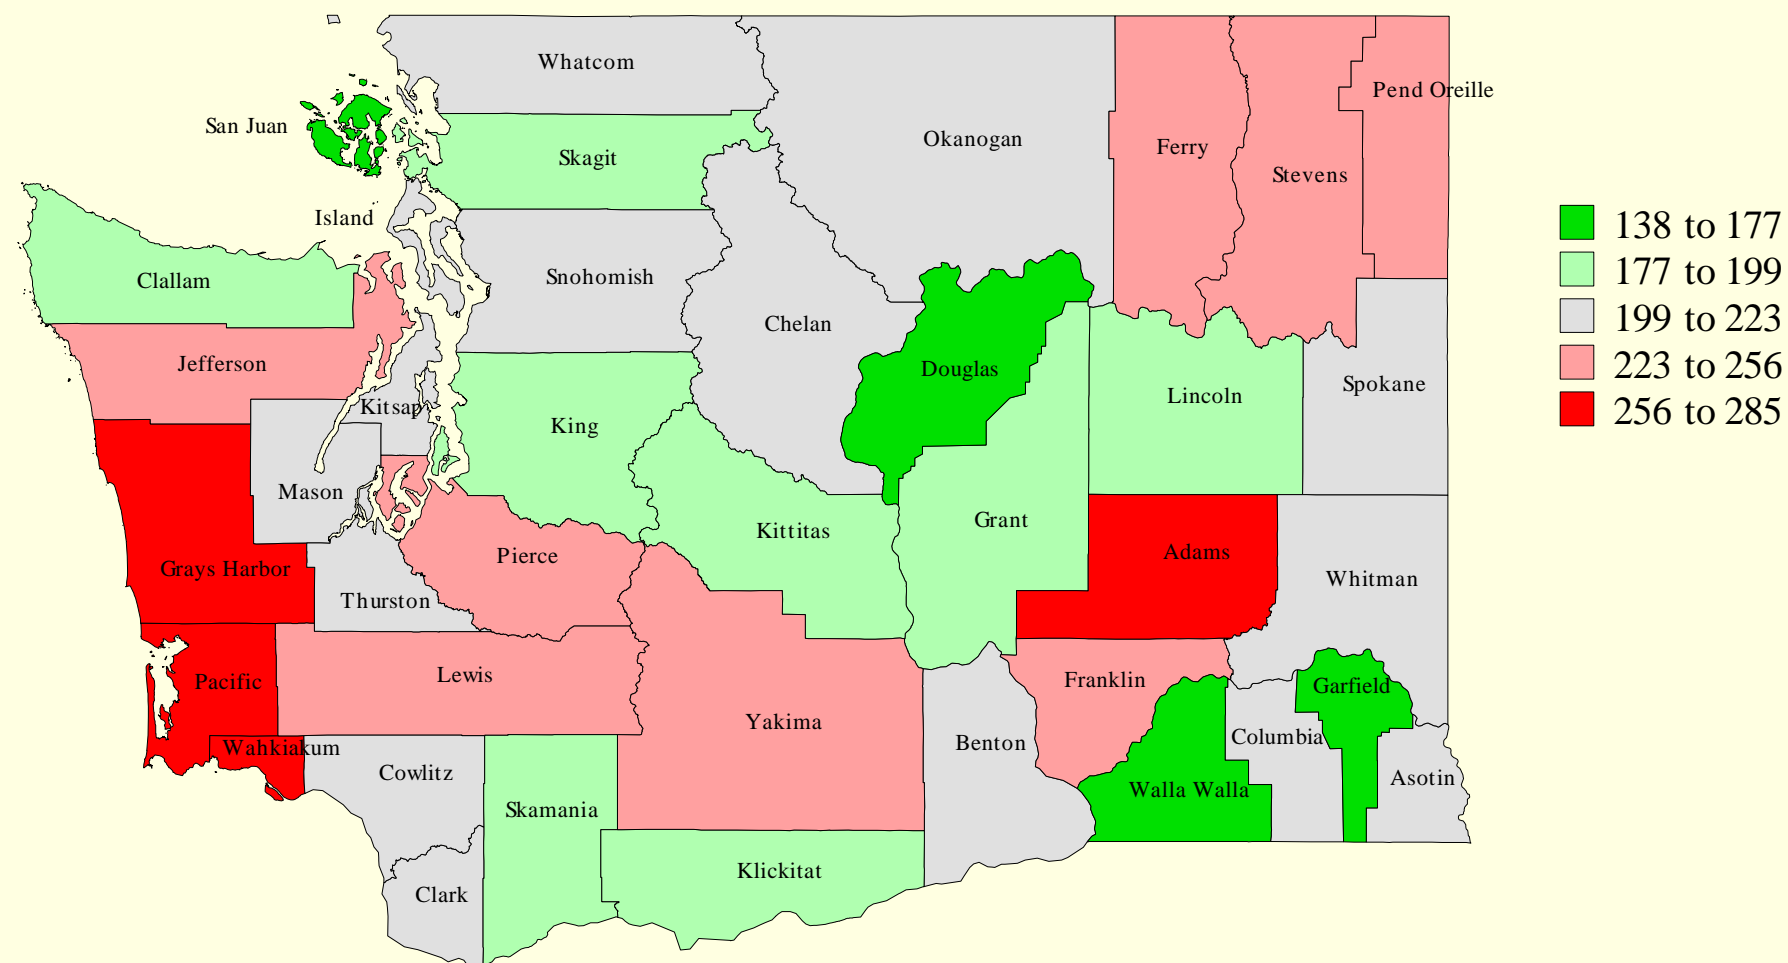 Whatcom
Pend Oreille
San Juan
Okanogan
Ferry
Skagit
Stevens
Island
138 to 177
Clallam
Snohomish
177 to 199
Chelan
199 to 223
Jefferson
Douglas
223 to 256
Spokane
Lincoln
Kitsap
256 to 285
King
Mason
Grant
Kittitas
Adams
Pierce
Grays Harbor
Whitman
Thurston
Lewis
Pacific
Franklin
Garfield
Yakima
Benton
Columbia
Wahkiakum
Cowlitz
Asotin
Walla Walla
Skamania
Klickitat
Clark